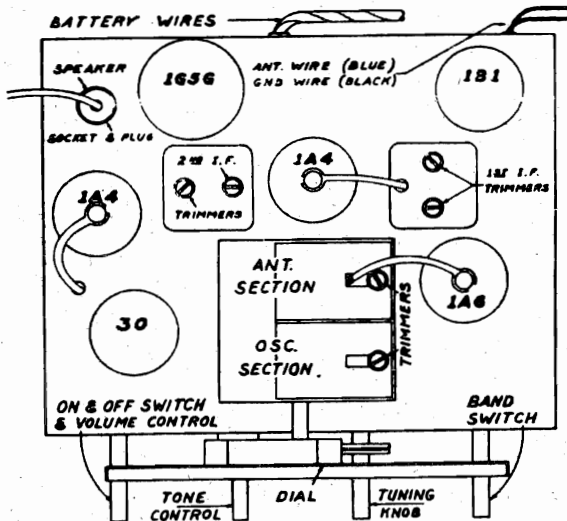 BATTERY WIRES
ANT. WIRE (BLUE)
GND WIRE (BLACK)
SPEAKER
SOCKET & PLUG
1G5G
1B1
2ND I.F.
TRIMMERS
1A4
1ST I.F.
TRIMMERS
1A4
ANT.
SECTION
TRIMMERS
1A6
30
OSC.
SECTION.
ON & OFF SWITCH
& VOLUME CONTROL
BAND
SWITCH
TONE
CONTROL
DIAL
TUNING
KNOB